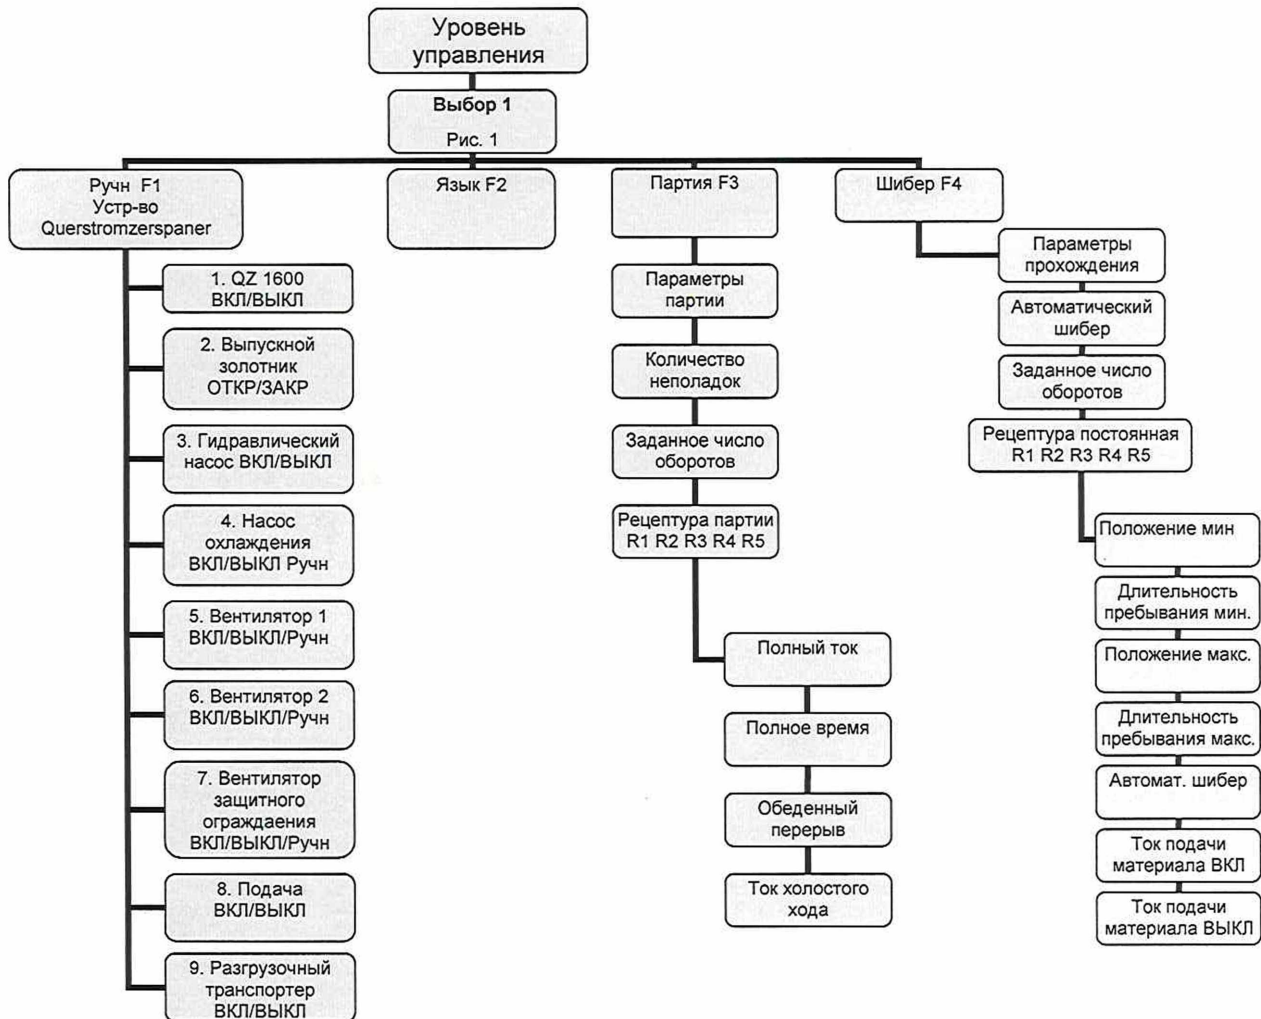 Уровень
управления
Выбор 1
Рис. 1
Ручн F1
Устр-во
Querstromzerspaner
Язык F2
Партия F3
Шибер F4
1. QZ 1600
ВКЛ/ВЫКЛ
2. Выпускной
золотник
ОТКР/ЗАКР
3. Гидравлический
насос ВКЛ/ВЫКЛ
4. Насос
охлаждения
ВКЛ/ВЫКЛ Ручн
5. Вентилятор 1
ВКЛ/ВЫКЛ/Ручн
6. Вентилятор 2
ВКЛ/ВЫКЛ/Ручн
7. Вентилятор
защитного
ограждаения
ВКЛ/ВЫКЛ/Ручн
8. Подача
ВКЛ/ВЫКЛ
9. Разгрузочный
транспортер
ВКЛ/ВЫКЛ
Параметры
партии
Количество
неполадок
Заданное число
оборотов
Рецептура партии
R1 R2 R3 R4 R5
Полный ток
Полное время
Обеденный
перерыв
Ток холостого
хода
Параметры
прохождения
Автоматический
шибер
Заданное число
оборотов
Рецептура постоянная
R1 R2 R3 R4 R5
Положение мин
Длительность
пребывания мин.
Положение макс.
Длительность
пребывания макс.
Автомат. шибер
Ток подачи
материала ВКЛ
Ток подачи
материала ВЫКЛ